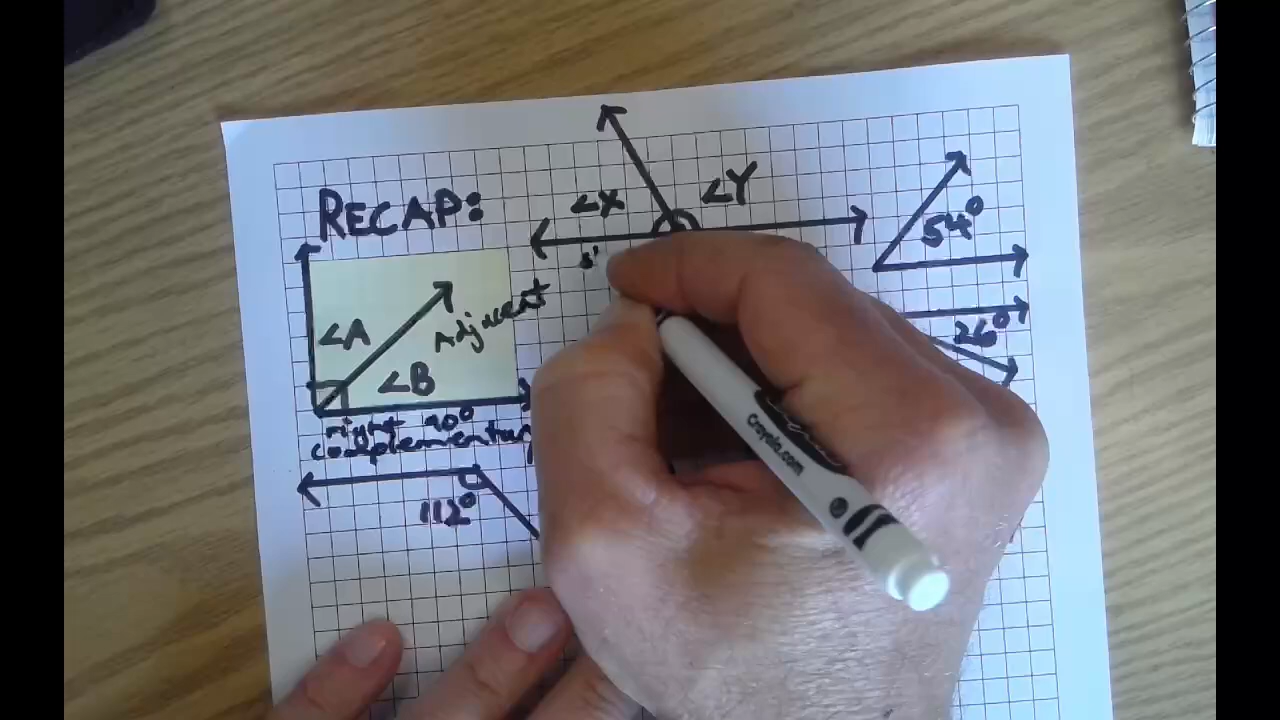 RECAP:
∠X
∠Y
54°
∠A
Adjacent
∠B
right 90°
complementary
26°
112°
Crayola.com